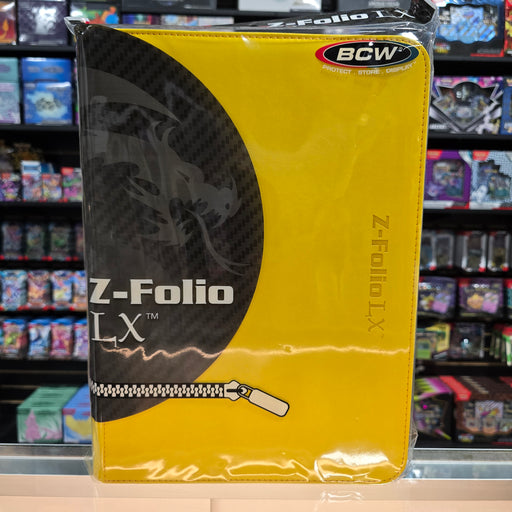 Z-Folio LX
BCW
PROTECT . STORE . DISPLAY
Z-Folio LX
Z-Folio
LX™